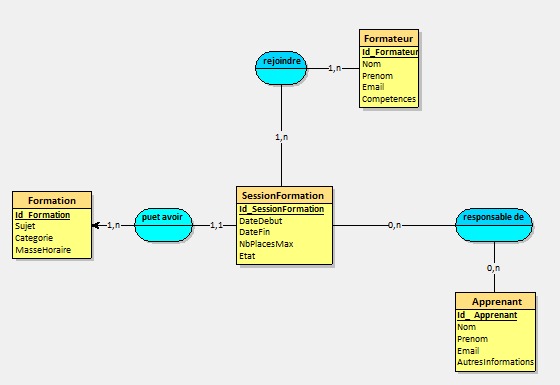 Formateur
Id_Formateur
Nom
Prenom
Email
Competences
rejoindre
1,n
1,n
Formation
Id_Formation
Sujet
Categorie
MasseHoraire
1,n
puet avoir
1,1
SessionFormation
Id_SessionFormation
DateDebut
DateFin
NbPlacesMax
Etat
0,n
responsable de
0,n
Apprenant
Id_ Apprenant
Nom
Prenom
Email
AutresInformations